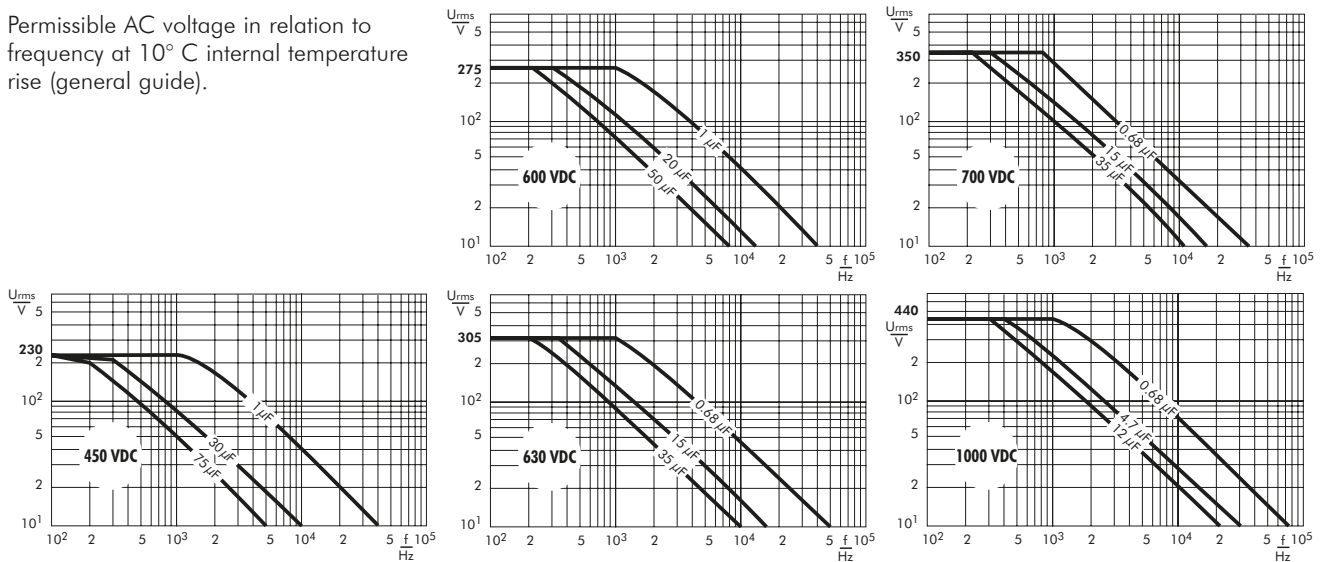 Permissible AC voltage in relation to
frequency at 10° C internal temperature
rise (general guide).
Urms
V
5
275
2
10²
5
2
10¹
1 µF
20 µF
50 µF
600 VDC
10² 2 5 10³ 2 5 10⁴ 2 5 f 10⁵
Hz
Urms
V
5
350
2
10²
5
2
10¹
0.68 µF
15 µF
35 µF
700 VDC
10² 2 5 10³ 2 5 10⁴ 2 5 f 10⁵
Hz
Urms
V
5
230
2
10²
5
2
10¹
1 µF
30 µF
75 µF
450 VDC
10² 2 5 10³ 2 5 10⁴ 2 5 f 10⁵
Hz
Urms
V
5
305
2
10²
5
2
10¹
0.68 µF
15 µF
35 µF
630 VDC
10² 2 5 10³ 2 5 10⁴ 2 5 f 10⁵
Hz
440
Urms
V
2
10²
5
2
10¹
0.68 µF
4.7 µF
12 µF
1000 VDC
10² 2 5 10³ 2 5 10⁴ 2 5 f 10⁵
Hz